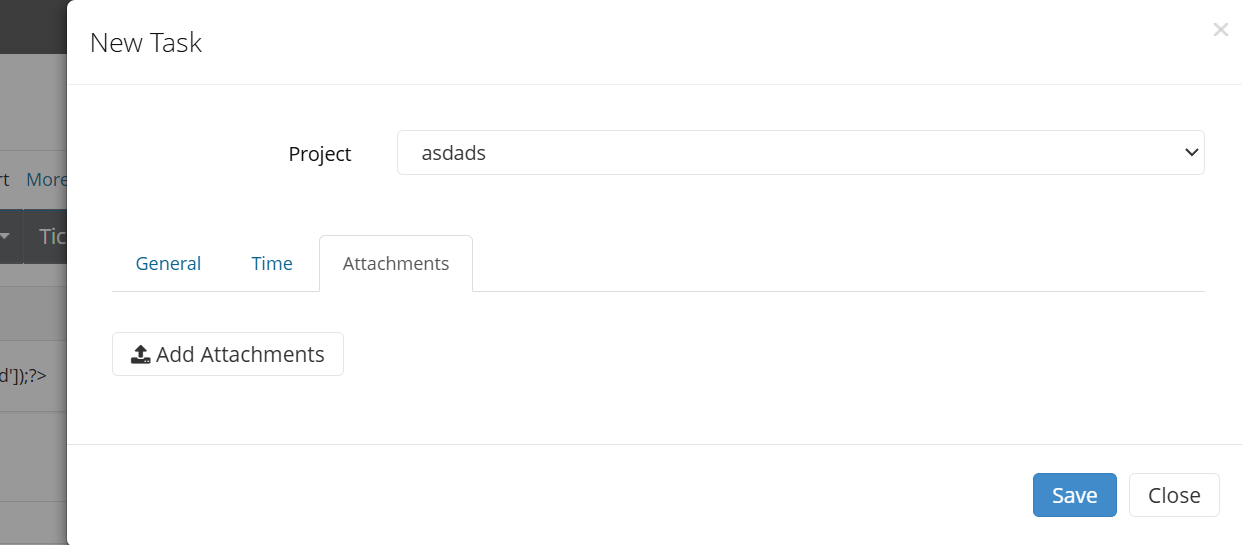 New Task
×
Project
asdads
rt More
Tic
General Time Attachments
Add Attachments
d']);?>
Save Close